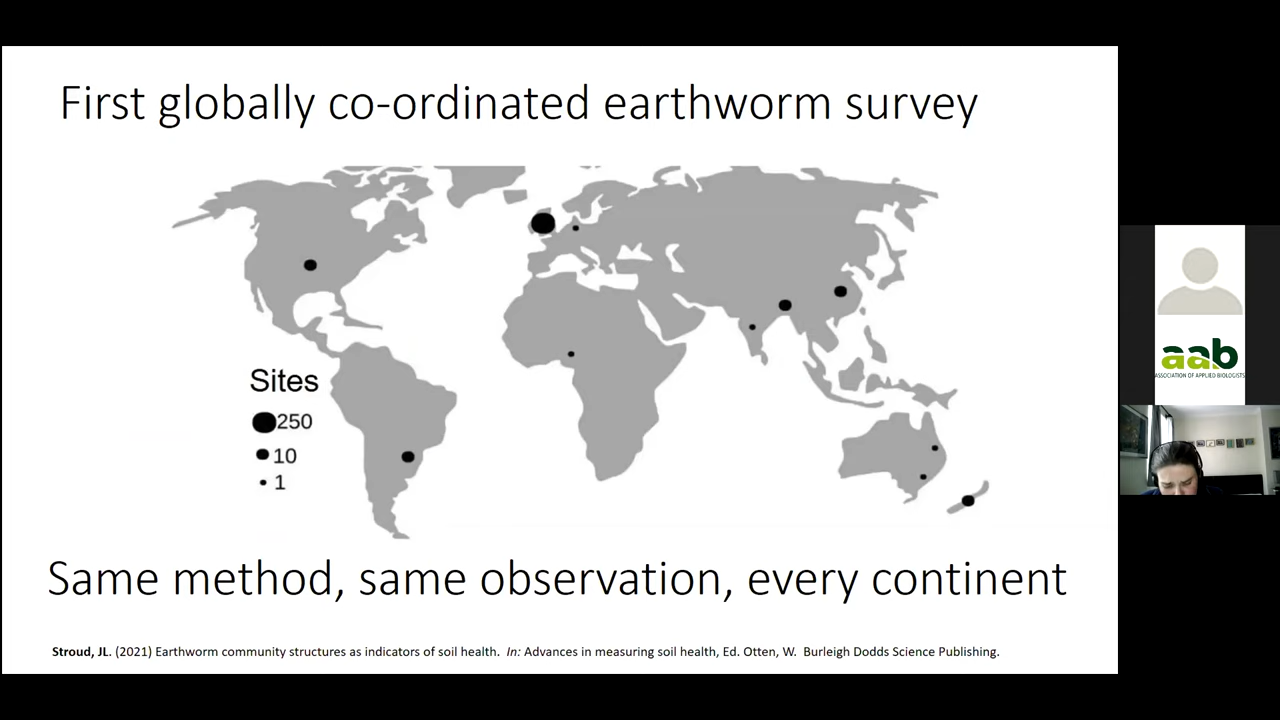 First globally co-ordinated earthworm survey
Sites
250
10
1
Same method, same observation, every continent
Stroud, JL. (2021) Earthworm community structures as indicators of soil health. In: Advances in measuring soil health, Ed. Otten, W. Burleigh Dodds Science Publishing.
aab
ASSOCIATION OF APPLIED BIOLOGISTS